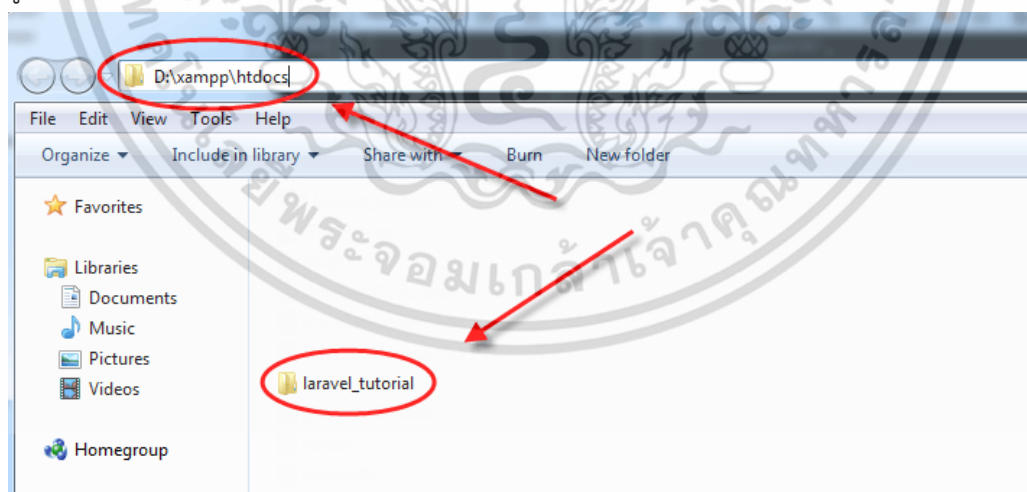 D:\xampp\htdocs
File Edit View Tools Help
Organize Include in library Share with Burn New folder
Favorites
Libraries
Documents
Music
Pictures
Videos
Homegroup
laravel_tutorial
พระจอมเกล้าเจ้าคุณทหาร